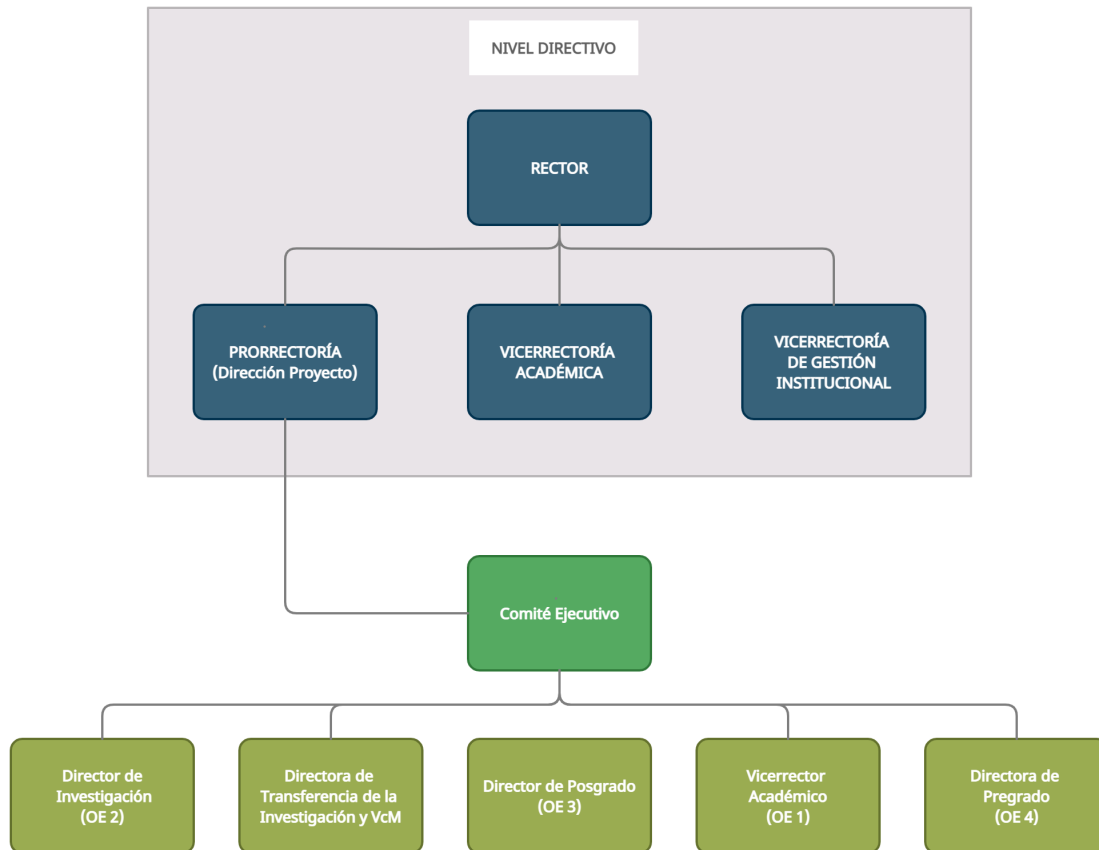 NIVEL DIRECTIVO
RECTOR
PRORRECTORÍA
(Dirección Proyecto)
VICERRECTORÍA
ACADÉMICA
VICERRECTORÍA
DE GESTIÓN
INSTITUCIONAL
Comité Ejecutivo
Director de
Investigación
(OE 2)
Directora de
Transferencia de la
Investigación y VcM
Director de Posgrado
(OE 3)
Vicerrector
Académico
(OE 1)
Directora de
Pregrado
(OE 4)